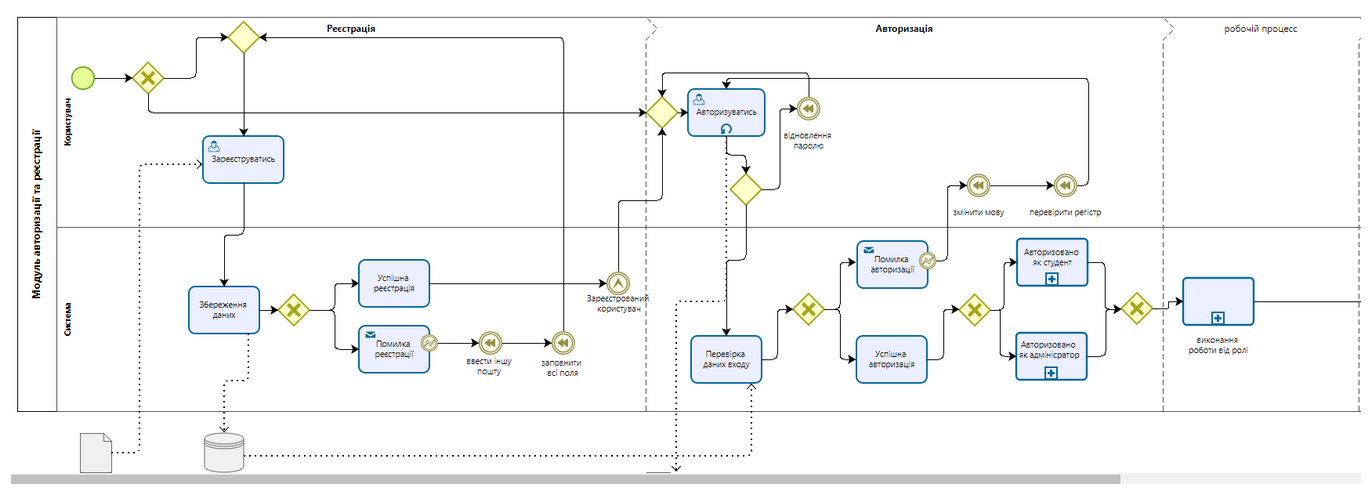 Модуль авторизації та реєстрації
Реєстрація
Авторизація
робочій процесс
Користувач
Зареєструватись
Авторизуватись
відновлення
паролю
змінити мову
перевірити регістр
Система
Збереження
даних
Успішна
реєстрація
Помилка
реєстрації
ввести іншу
пошту
заповнити
всі поля
Зареєстрований
користувач
Перевірка
даних входу
Помилка
авторизації
Успішна
авторизація
Авторизовано
як студент
Авторизовано
як адмінісратор
виконання
роботи від ролі